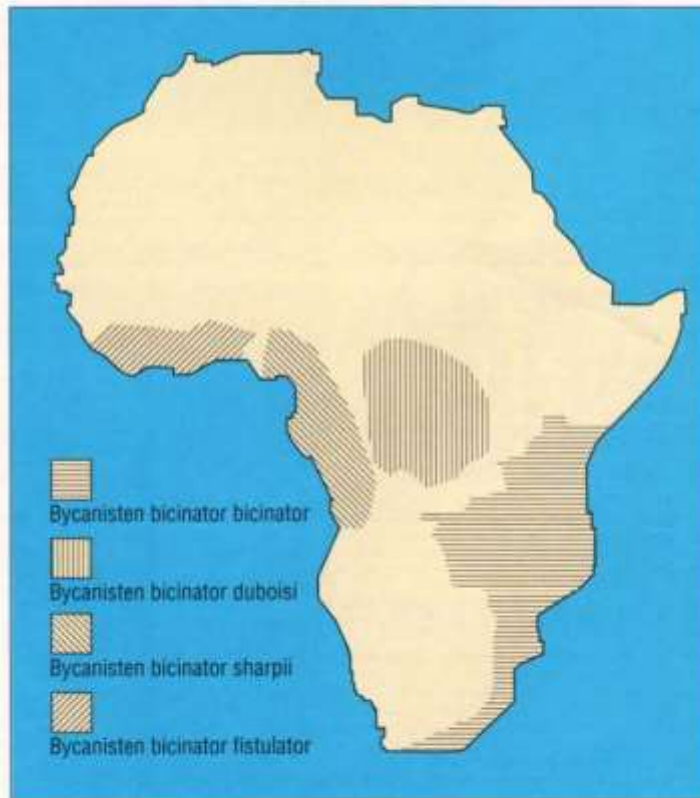 Bycanisten bicinator bicinator
Bycanisten bicinator duboisi
Bycanisten bicinator sharpii
Bycanisten bicinator fistulator